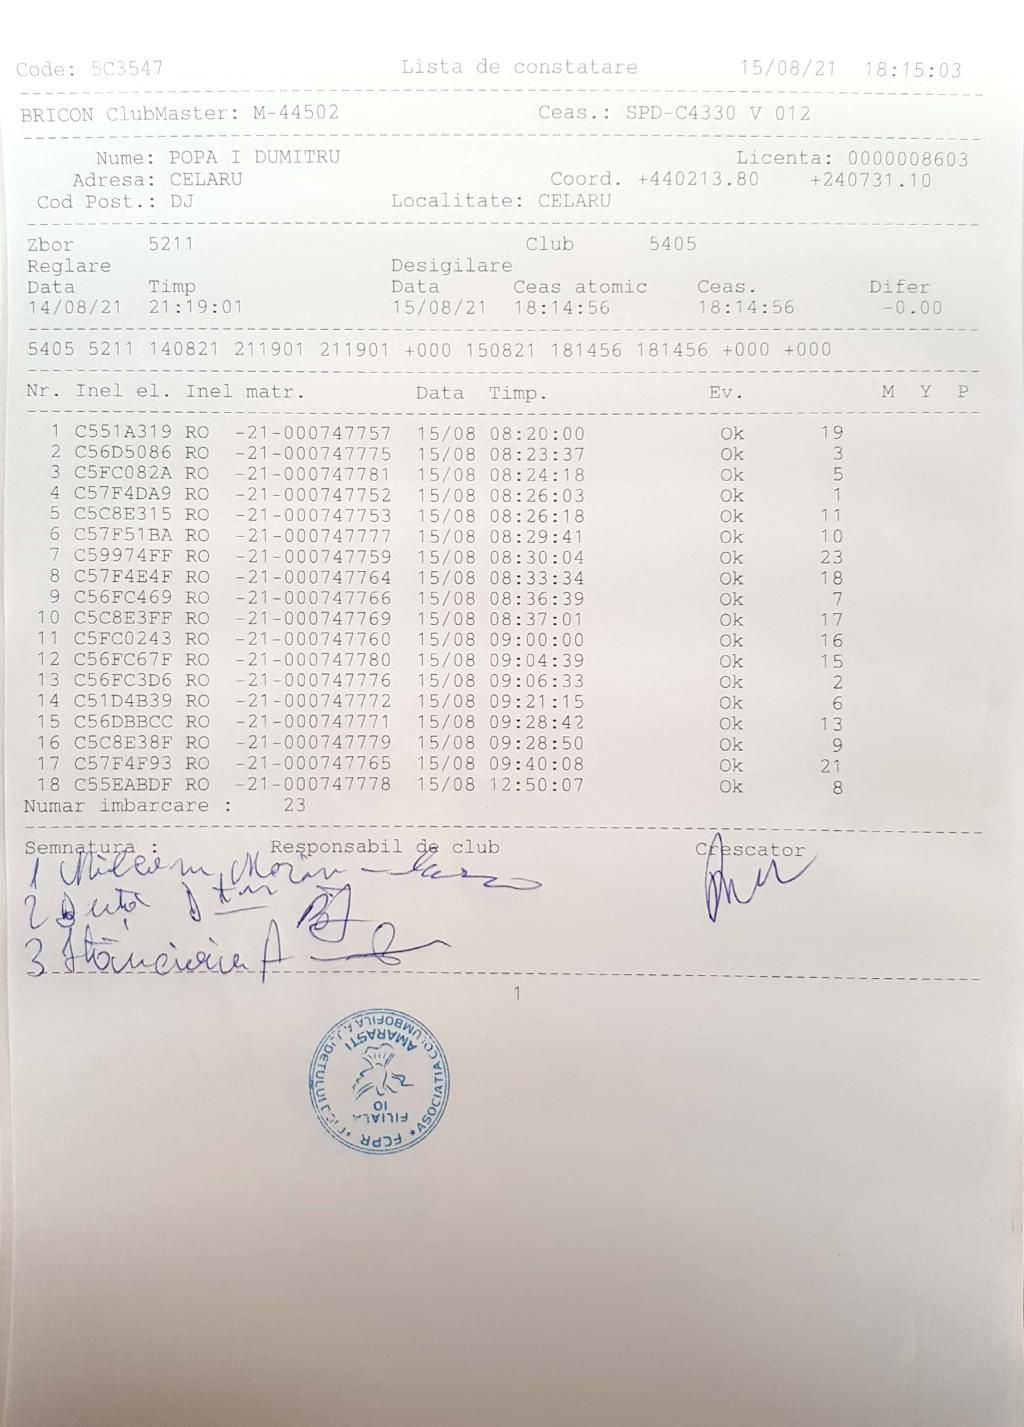 Code: 5C3547 Lista de constatare 15/08/21 18:15:03
BRICON ClubMaster: M-44502 Ceas.: SPD-C4330 V 012
Nume: POPA I DUMITRU Licenta: 0000008603
Adresa: CELARU Coord. +440213.80 +240731.10
Cod Post.: DJ Localitate: CELARU
Zbor 5211 Club 5405
Reglare Desigilare
Data Timp Data Ceas atomic Ceas. Difer
14/08/21 21:19:01 15/08/21 18:14:56 18:14:56 -0.00
5405 5211 140821 211901 211901 +000 150821 181456 181456 +000 +000
Nr. Inel el. Inel matr. Data Timp. Ev. M Y P
1 C551A319 RO -21-000747757 15/08 08:20:00 Ok 19
2 C56D5086 RO -21-000747775 15/08 08:23:37 Ok 3
3 C5FC082A RO -21-000747781 15/08 08:24:18 Ok 5
4 C57F4DA9 RO -21-000747752 15/08 08:26:03 Ok 1
5 C5C8E315 RO -21-000747753 15/08 08:26:18 Ok 11
6 C57F51BA RO -21-000747777 15/08 08:29:41 Ok 10
7 C59974FF RO -21-000747759 15/08 08:30:04 Ok 23
8 C57F4E4F RO -21-000747764 15/08 08:33:34 Ok 18
9 C56FC469 RO -21-000747766 15/08 08:36:39 Ok 7
10 C5C8E3FF RO -21-000747769 15/08 08:37:01 Ok 17
11 C5FC0243 RO -21-000747760 15/08 09:00:00 Ok 16
12 C56FC67F RO -21-000747780 15/08 09:04:39 Ok 15
13 C56FC3D6 RO -21-000747776 15/08 09:06:33 Ok 2
14 C51D4B39 RO -21-000747772 15/08 09:21:15 Ok 6
15 C56DBBCC RO -21-000747771 15/08 09:28:42 Ok 13
16 C5C8E38F RO -21-000747779 15/08 09:28:50 Ok 9
17 C57F4F93 RO -21-000747765 15/08 09:40:08 Ok 21
18 C55EABDF RO -21-000747778 15/08 12:50:07 Ok 8
Numar imbarcare : 23
Semnatura : Responsabil de club Crescator
1
2
3
1
ASOCIATIA COLUMBOFILA
AMARASTI
FILIALA
10
FCPR